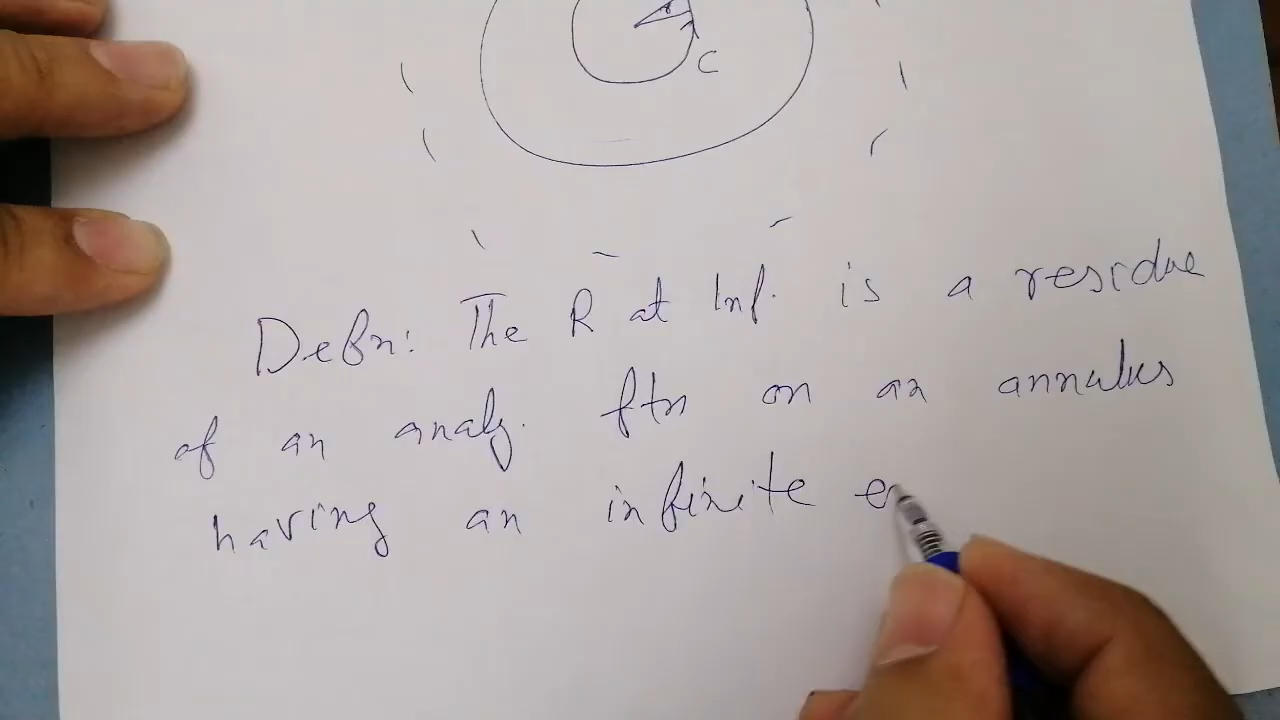 C
Defn: The R at Inf. is a residue
of an analy. ftn on an annulus
having an infinite e